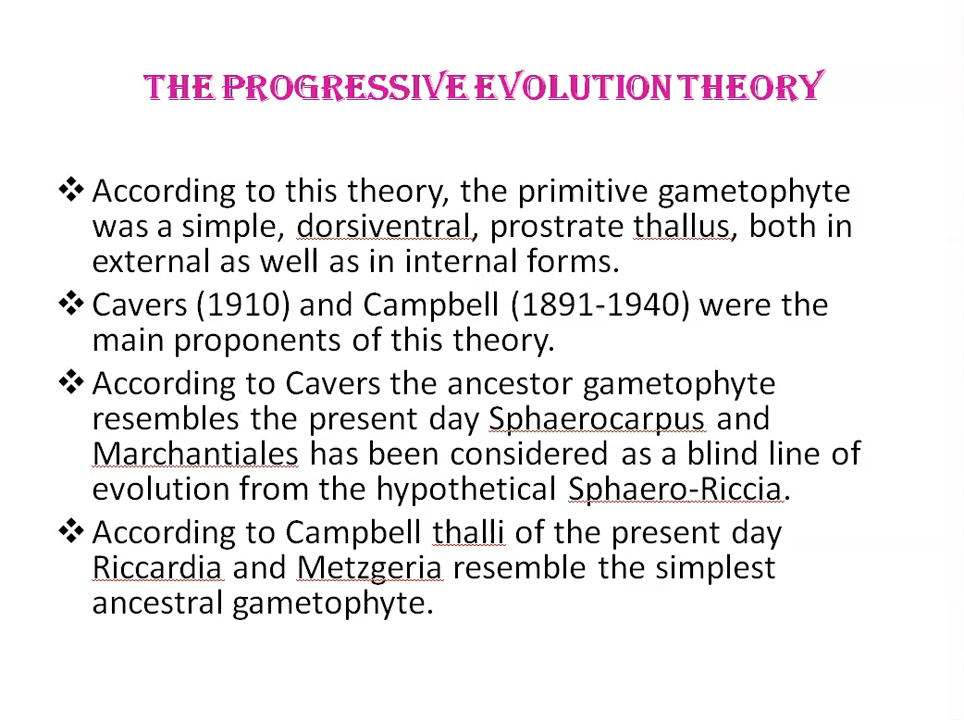 THE PROGRESSIVE EVOLUTION THEORY
❖ According to this theory, the primitive gametophyte
was a simple, dorsiventral, prostrate thallus, both in
external as well as in internal forms.
❖ Cavers (1910) and Campbell (1891-1940) were the
main proponents of this theory.
❖ According to Cavers the ancestor gametophyte
resembles the present day Sphaerocarpus and
Marchantiales has been considered as a blind line of
evolution from the hypothetical Sphaero-Riccia.
❖ According to Campbell thalli of the present day
Riccardia and Metzgeria resemble the simplest
ancestral gametophyte.